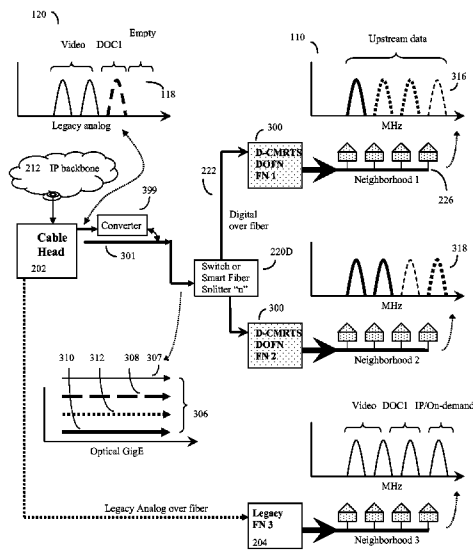 120
Empty
Video DOC1
118
Legacy analog
110
Upstream data
316
MHz
300
D-CMRTS
DOFN
FN 1
Neighborhood 1
226
222
Digital
over fiber
212 IP backbone
399
Converter
Cable
Head
202
301
220D
Switch or
Smart Fiber
Splitter “n”
318
MHz
300
D-CMRTS
DOFN
FN 2
Neighborhood 2
310 312 308 307
306
Optical GigE
Video DOC1 IP/On-demand
MHz
Legacy Analog over fiber
Legacy
FN 3
204
Neighborhood 3